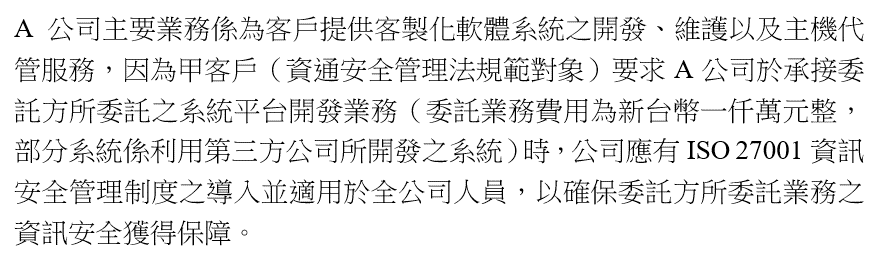 A 公司主要業務係為客戶提供客製化軟體系統之開發、維護以及主機代
管服務，因為甲客戶（資通安全管理法規範對象）要求 A 公司於承接委
託方所委託之系統平台開發業務（委託業務費用為新台幣一仟萬元整，
部分系統係利用第三方公司所開發之系統）時，公司應有 ISO 27001 資訊
安全管理制度之導入並適用於全公司人員，以確保委託方所委託業務之
資訊安全獲得保障。